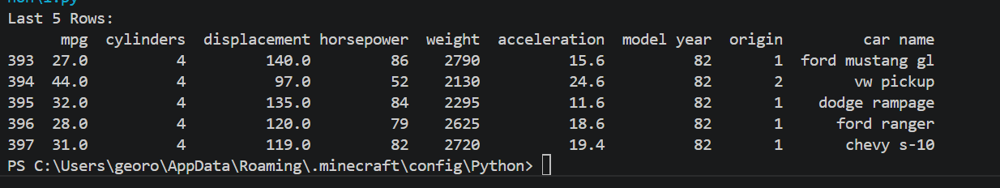 Last 5 Rows:
mpg cylinders displacement horsepower weight acceleration model year origin car name
393 27.0 4 140.0 86 2790 15.6 82 1 ford mustang gl
394 44.0 4 97.0 52 2130 24.6 82 2 vw pickup
395 32.0 4 135.0 84 2295 11.6 82 1 dodge rampage
396 28.0 4 120.0 79 2625 18.6 82 1 ford ranger
397 31.0 4 119.0 82 2720 19.4 82 1 chevy s-10
PS C:\Users\georo\AppData\Roaming\.minecraft\config\Python>